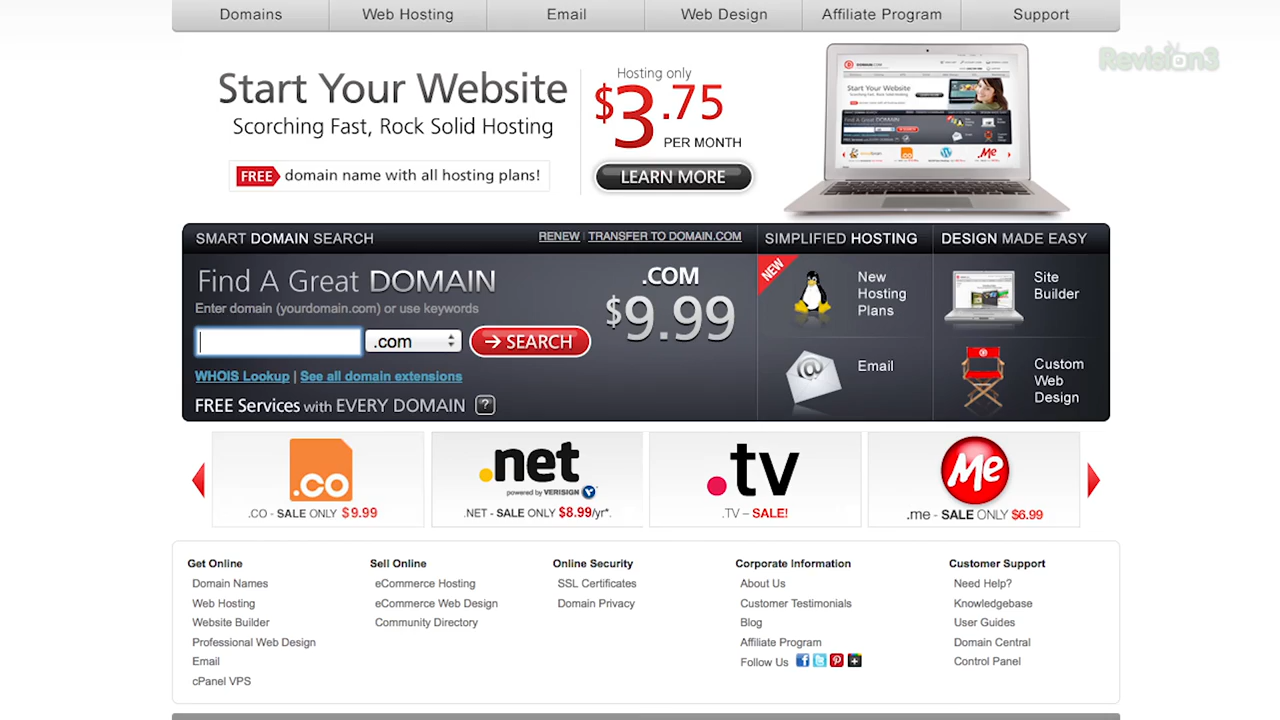 Domains
Web Hosting
Email
Web Design
Affiliate Program
Support
Revision3
Start Your Website
Scorching Fast, Rock Solid Hosting
FREE domain name with all hosting plans!
Hosting only
$3.75
PER MONTH
LEARN MORE
SMART DOMAIN SEARCH
RENEW | TRANSFER TO DOMAIN.COM
Find A Great DOMAIN
Enter domain (yourdomain.com) or use keywords
.com
→ SEARCH
WHOIS Lookup | See all domain extensions
FREE Services with EVERY DOMAIN ?
.COM
$9.99
SIMPLIFIED HOSTING
NEW
New
Hosting
Plans
Email
DESIGN MADE EASY
Site
Builder
Custom
Web
Design
.co
.CO - SALE ONLY $9.99
.net
powered by VERISIGN
.NET - SALE ONLY $8.99/yr*.
.tv
.TV – SALE!
Me
.me - SALE ONLY $6.99
Get Online
Domain Names
Web Hosting
Website Builder
Professional Web Design
Email
cPanel VPS
Sell Online
eCommerce Hosting
eCommerce Web Design
Community Directory
Online Security
SSL Certificates
Domain Privacy
Corporate Information
About Us
Customer Testimonials
Blog
Affiliate Program
Follow Us
Customer Support
Need Help?
Knowledgebase
User Guides
Domain Central
Control Panel